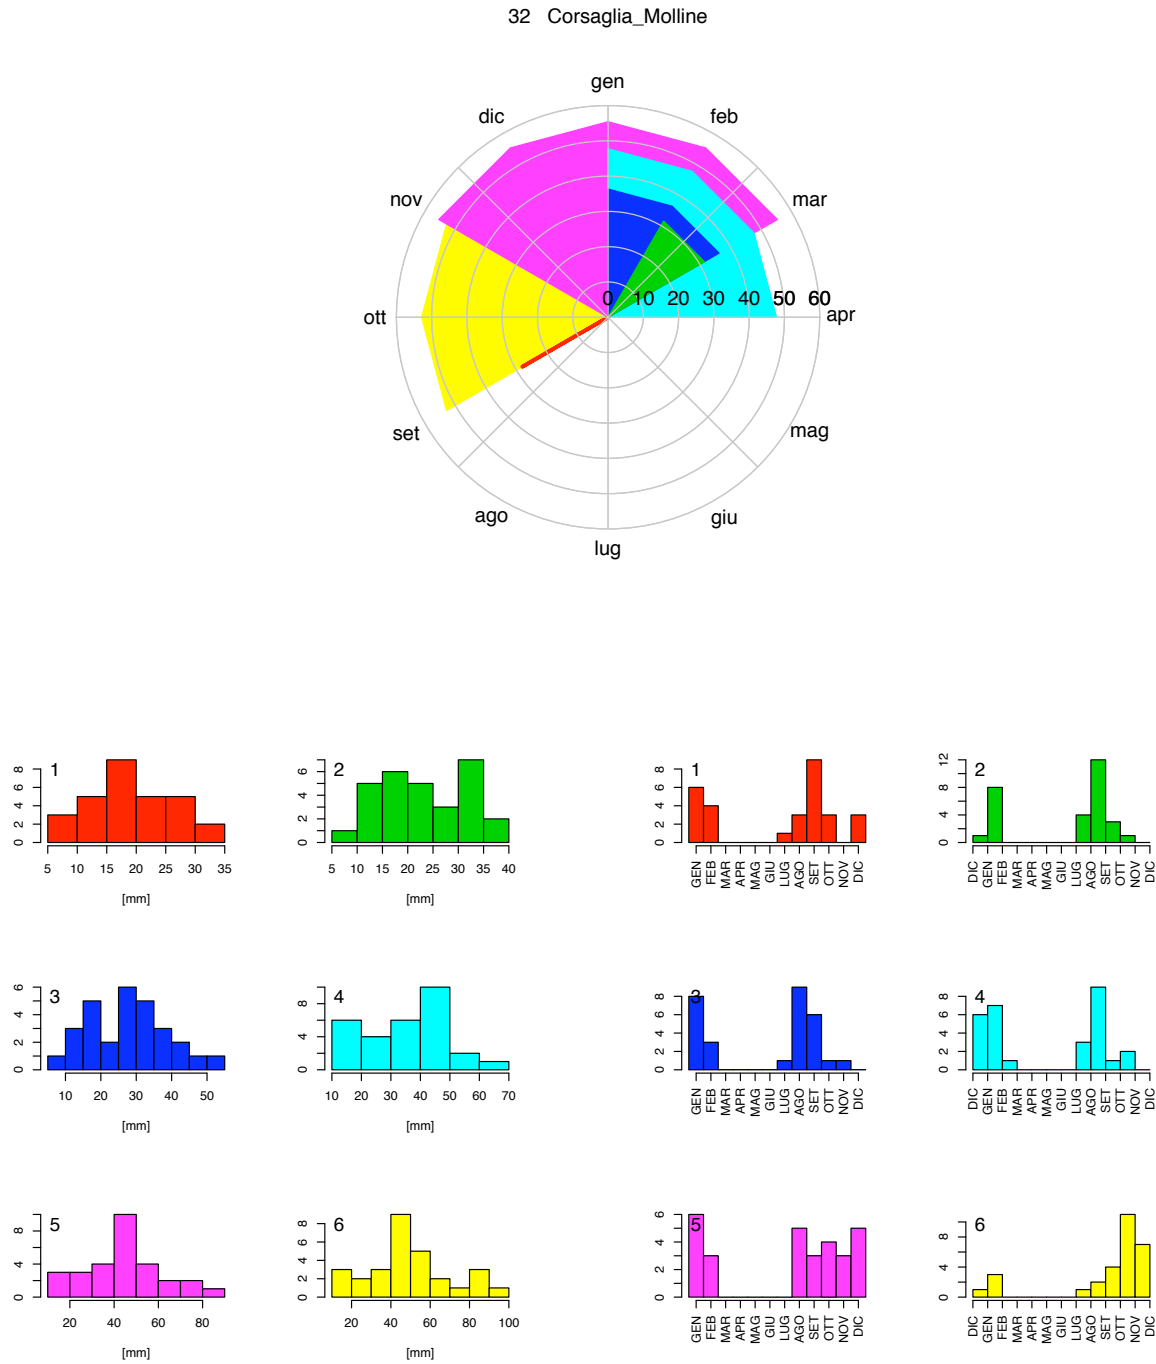 32 Corsaglia_Molline
gen
dic feb
nov mar
0 10 20 30 40 50 60
ott apr
set mag
ago giu
lug
1
0 2 4 6 8
5 10 15 20 25 30 35
[mm]
2
0 2 4 6
5 10 15 20 25 30 35 40
[mm]
1
0 2 4 6 8
GEN FEB MAR APR MAG GIU LUG AGO SET OTT NOV DIC
2
0 4 8 12
DIC GEN FEB MAR APR MAG GIU LUG AGO SET OTT NOV DIC
3
0 2 4 6
10 20 30 40 50
[mm]
4
0 4 8
10 20 30 40 50 60 70
[mm]
3
0 2 4 6 8
GEN FEB MAR APR MAG GIU LUG AGO SET OTT NOV DIC
4
0 2 4 6 8
DIC GEN FEB MAR APR MAG GIU LUG AGO SET OTT NOV DIC
5
0 4 8
20 40 60 80
[mm]
6
0 2 4 6 8
20 40 60 80 100
[mm]
5
0 2 4 6
GEN FEB MAR APR MAG GIU LUG AGO SET OTT NOV DIC
6
0 4 8
DIC GEN FEB MAR APR MAG GIU LUG AGO SET OTT NOV DIC